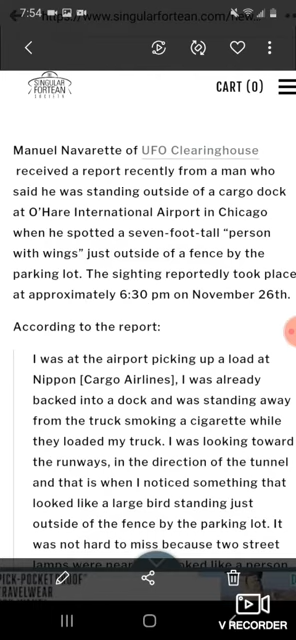 7:54
https://www.singularfortean.com/new
SINGULAR
FORTEAN
SOCIETY
CART (0)
Manuel Navarette of UFO Clearinghouse
received a report recently from a man who
said he was standing outside of a cargo dock
at O'Hare International Airport in Chicago
when he spotted a seven-foot-tall “person
with wings” just outside of a fence by the
parking lot. The sighting reportedly took place
at approximately 6:30 pm on November 26th.
According to the report:
I was at the airport picking up a load at
Nippon [Cargo Airlines], I was already
backed into a dock and was standing away
from the truck smoking a cigarette while
they loaded my truck. I was looking toward
the runways, in the direction of the tunnel
and that is when I noticed something that
looked like a large bird standing just
outside of the fence by the parking lot. It
was not hard to miss because two street
lamps were near
looked like a person
PICK-POCKET PROOF
TRAVELWEAR
V RECORDER